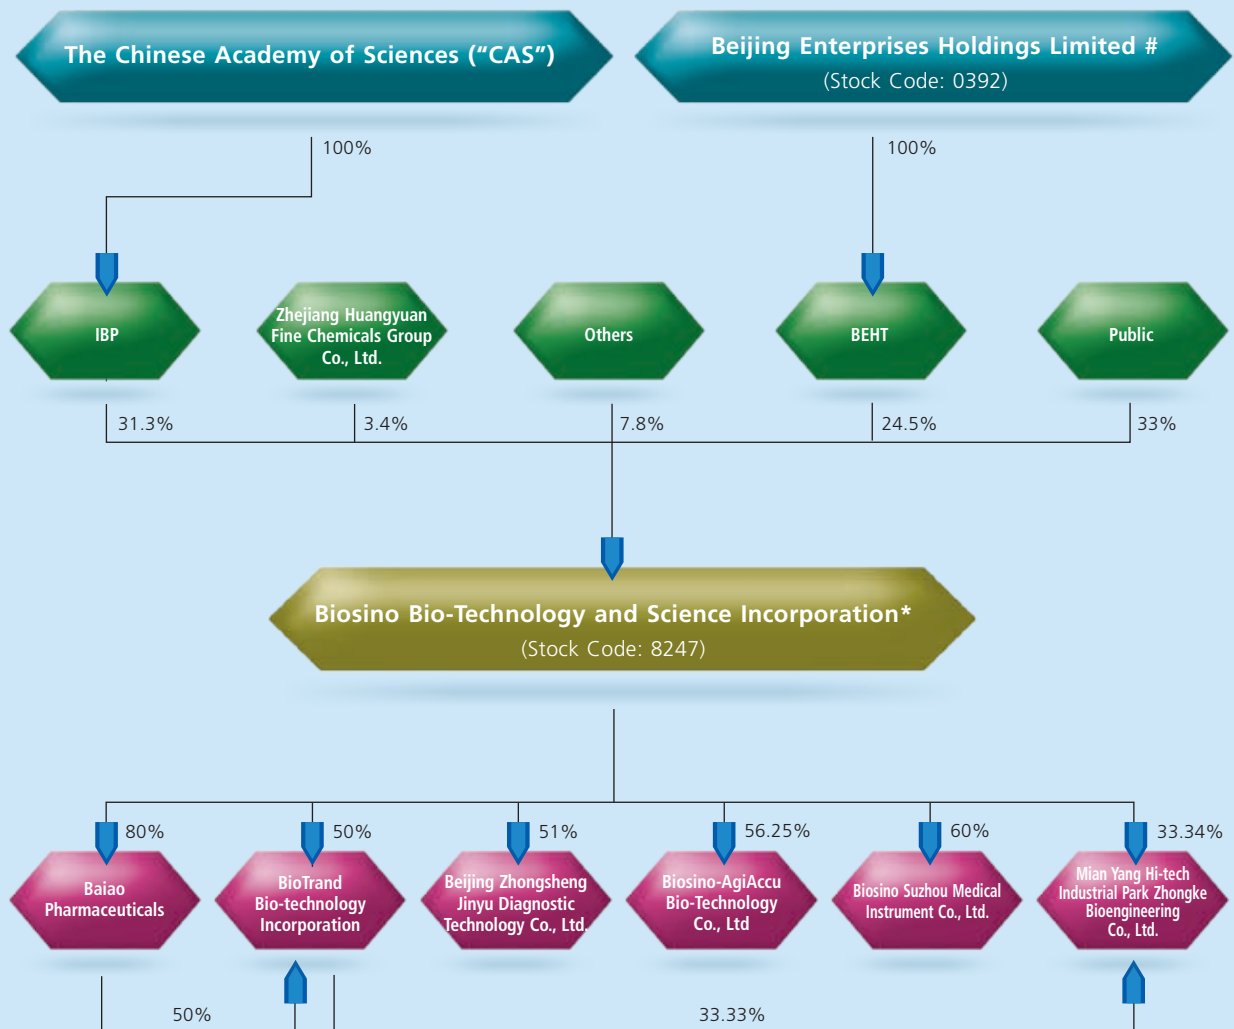 The Chinese Academy of Sciences (“CAS”)
Beijing Enterprises Holdings Limited #
(Stock Code: 0392)
100%
100%
IBP
Zhejiang Huangyuan
Fine Chemicals Group
Co., Ltd.
Others
BEHT
Public
31.3%
3.4%
7.8%
24.5%
33%
Biosino Bio-Technology and Science Incorporation*
(Stock Code: 8247)
80%
50%
51%
56.25%
60%
33.34%
Baiao
Pharmaceuticals
BioTrand
Bio-technology
Incorporation
Beijing Zhongsheng
Jinyu Diagnostic
Technology Co., Ltd.
Biosino-AgiAccu
Bio-Technology
Co., Ltd
Biosino Suzhou Medical
Instrument Co., Ltd.
Mian Yang Hi-tech
Industrial Park Zhongke
Bioengineering
Co., Ltd.
50%
33.33%